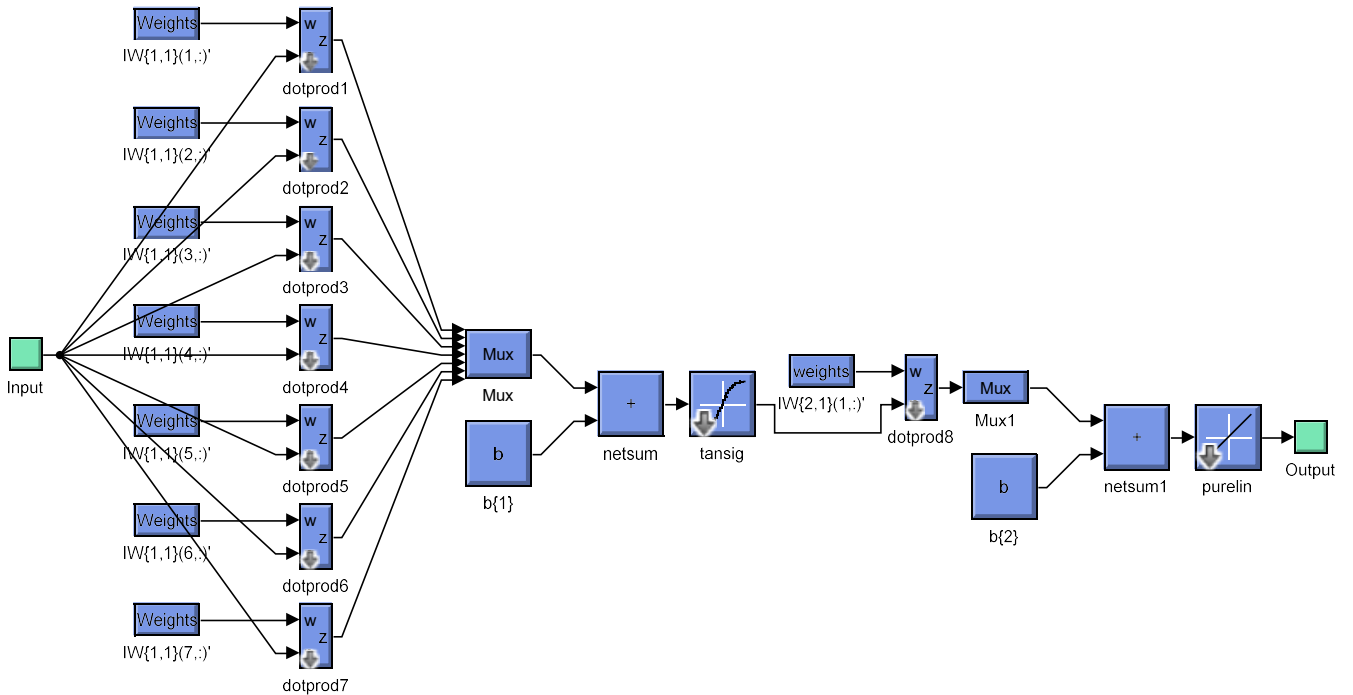 Weights
w
z
IW{1,1}(1,:)'
dotprod1
Weights
w
z
IW{1,1}(2,:)'
dotprod2
Weights
w
z
IW{1,1}(3,:)'
dotprod3
Weights
w
z
IW{1,1}(4,:)'
dotprod4
Weights
w
z
IW{1,1}(5,:)'
dotprod5
Weights
w
z
IW{1,1}(6,:)'
dotprod6
Weights
w
z
IW{1,1}(7,:)'
dotprod7
Input
Mux
Mux
b
b{1}
+
netsum
tansig
weights
IW{2,1}(1,:)'
w
z
dotprod8
Mux
Mux1
b
b{2}
+
netsum1
purelin
Output